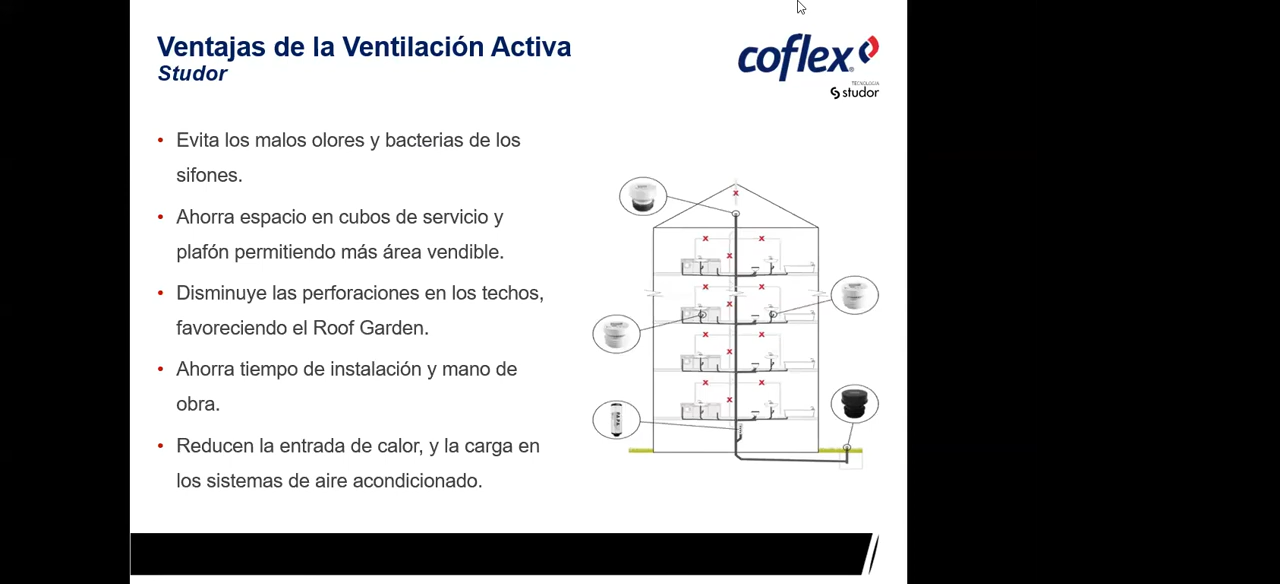 Ventajas de la Ventilación Activa
Studor
coflex
TECNOLOGÍA
studor
• Evita los malos olores y bacterias de los
sifones.
• Ahorra espacio en cubos de servicio y
plafón permitiendo más área vendible.
• Disminuye las perforaciones en los techos,
favoreciendo el Roof Garden.
• Ahorra tiempo de instalación y mano de
obra.
• Reducen la entrada de calor, y la carga en
los sistemas de aire acondicionado.